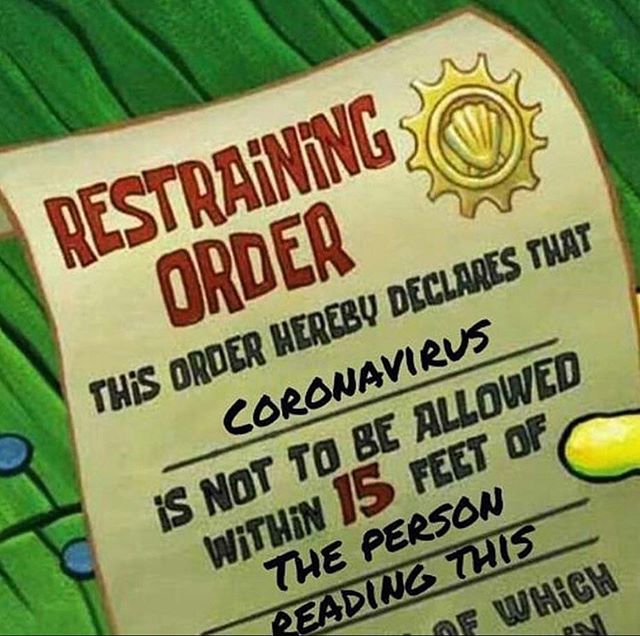 RESTRAiNiNG
ORDER
THiS ORDER HEREBY DECLARES THAT
CORONAVIRUS
iS NOT TO BE ALLOWED
WiTHiN 15 FEET OF
THE PERSON
READING THIS
OF WHiCH